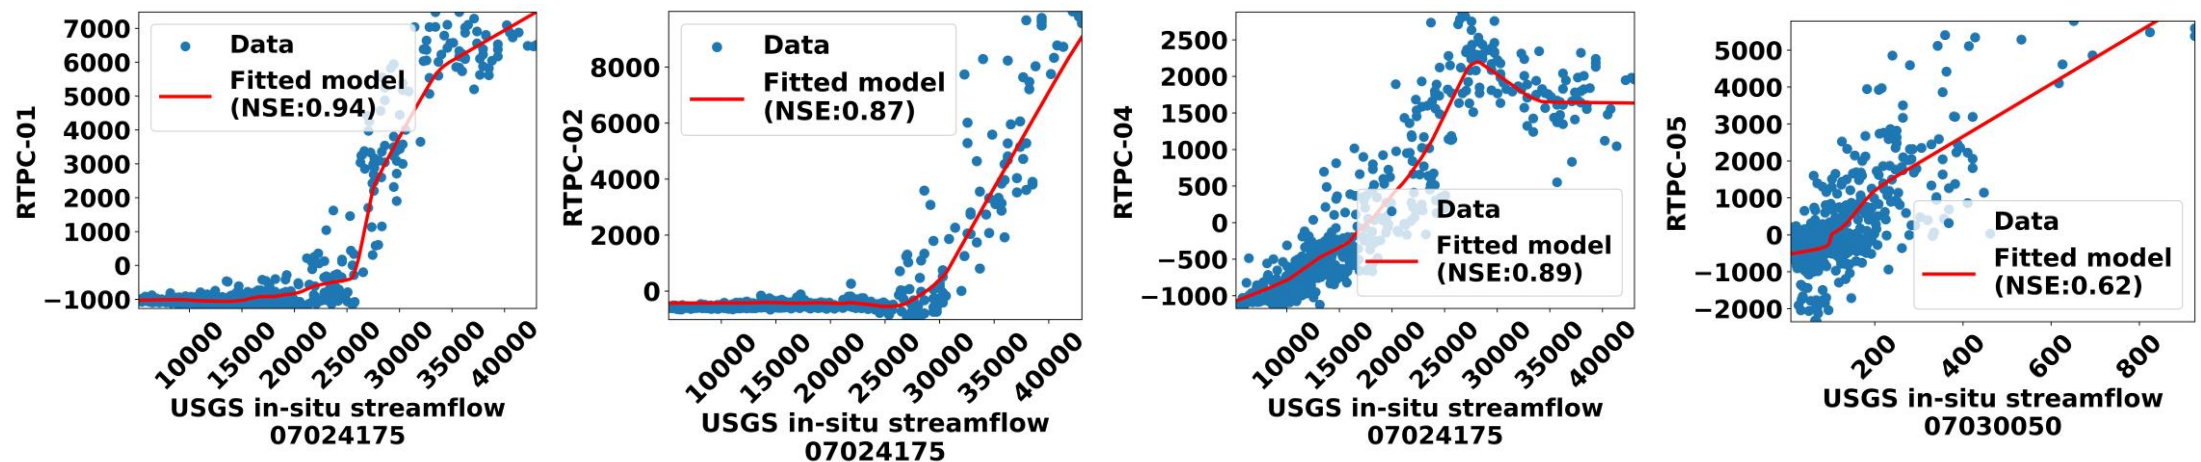 RTPC-01
7000
6000
5000
4000
3000
2000
1000
0
−1000
Data
Fitted model
(NSE:0.94)
10000
15000
20000
25000
30000
35000
40000
USGS in-situ streamflow
07024175
RTPC-02
8000
6000
4000
2000
0
Data
Fitted model
(NSE:0.87)
10000
15000
20000
25000
30000
35000
40000
USGS in-situ streamflow
07024175
RTPC-04
2500
2000
1500
1000
500
0
−500
−1000
Data
Fitted model
(NSE:0.89)
10000
15000
20000
25000
30000
35000
40000
USGS in-situ streamflow
07024175
RTPC-05
5000
4000
3000
2000
1000
0
−1000
−2000
Data
Fitted model
(NSE:0.62)
200
400
600
800
USGS in-situ streamflow
07030050